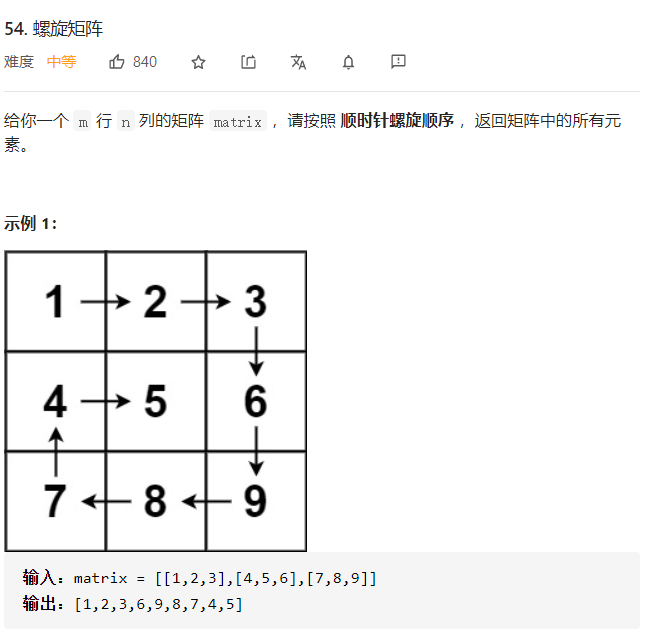 54. 螺旋矩阵
难度 中等 840
给你一个 m 行 n 列的矩阵 matrix ，请按照 顺时针螺旋顺序 ，返回矩阵中的所有元
素。
示例 1：
1 2 3
4 5 6
7 8 9
输入：matrix = [[1,2,3],[4,5,6],[7,8,9]]
输出：[1,2,3,6,9,8,7,4,5]